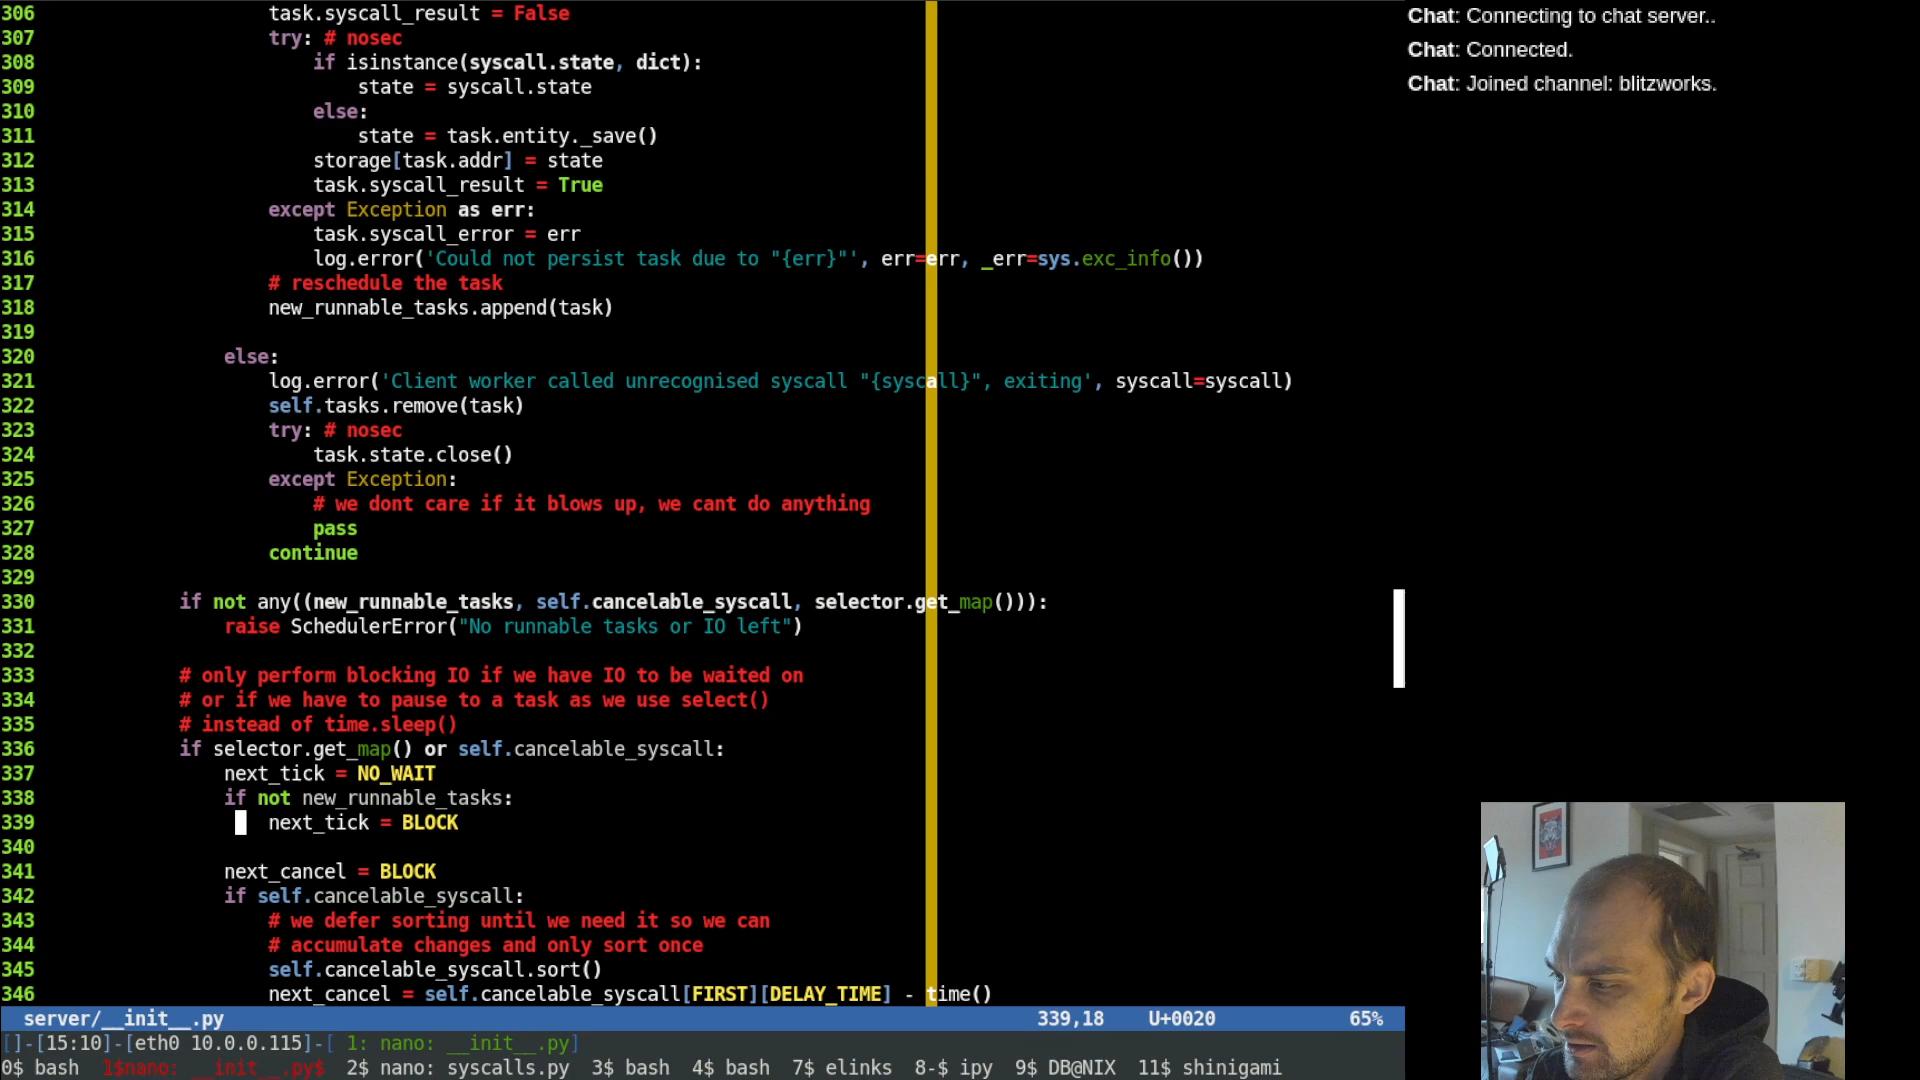 306 task.syscall_result = False
307 try: # nosec
308 if isinstance(syscall.state, dict):
309 state = syscall.state
310 else:
311 state = task.entity._save()
312 storage[task.addr] = state
313 task.syscall_result = True
314 except Exception as err:
315 task.syscall_error = err
316 log.error('Could not persist task due to "{err}"', err=err, _err=sys.exc_info())
317 # reschedule the task
318 new_runnable_tasks.append(task)
319
320 else:
321 log.error('Client worker called unrecognised syscall "{syscall}", exiting', syscall=syscall)
322 self.tasks.remove(task)
323 try: # nosec
324 task.state.close()
325 except Exception:
326 # we dont care if it blows up, we cant do anything
327 pass
328 continue
329
330 if not any((new_runnable_tasks, self.cancelable_syscall, selector.get_map())):
331 raise SchedulerError("No runnable tasks or IO left")
332
333 # only perform blocking IO if we have IO to be waited on
334 # or if we have to pause to a task as we use select()
335 # instead of time.sleep()
336 if selector.get_map() or self.cancelable_syscall:
337 next_tick = NO_WAIT
338 if not new_runnable_tasks:
339 next_tick = BLOCK
340
341 next_cancel = BLOCK
342 if self.cancelable_syscall:
343 # we defer sorting until we need it so we can
344 # accumulate changes and only sort once
345 self.cancelable_syscall.sort()
346 next_cancel = self.cancelable_syscall[FIRST][DELAY_TIME] - time()
server/__init__.py 339,18 U+0020 65%
[]-[15:10]-[eth0 10.0.0.115]-[ 1: nano: __init__.py]
0$ bash 1$nano: __init__.py$ 2$ nano: syscalls.py 3$ bash 4$ bash 7$ elinks 8-$ ipy 9$ DB@NIX 11$ shinigami
Chat: Connecting to chat server..
Chat: Connected.
Chat: Joined channel: blitzworks.